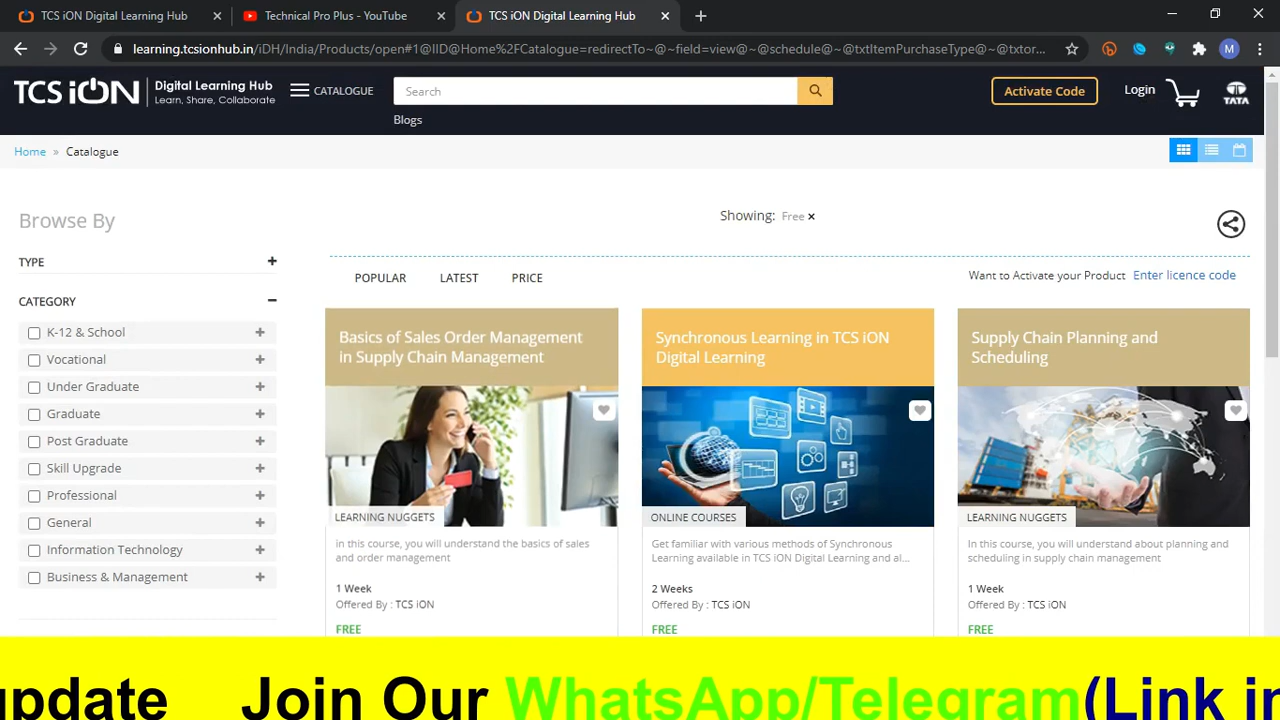 TCS iON Digital Learning Hub
Technical Pro Plus - YouTube
TCS iON Digital Learning Hub
learning.tcsionhub.in/iDH/India/Products/open#1@IID@Home%2FCatalogue=redirectTo~@~field=view@~@schedule@~@txtItemPurchaseType@~@txtor...
M
TCS iON
Digital Learning Hub
Learn, Share, Collaborate
CATALOGUE
Search
Activate Code
Login
TATA
Blogs
Home » Catalogue
Browse By
Showing: Free ×
TYPE
CATEGORY
K-12 & School
Vocational
Under Graduate
Graduate
Post Graduate
Skill Upgrade
Professional
General
Information Technology
Business & Management
POPULAR LATEST PRICE
Want to Activate your Product Enter licence code
Basics of Sales Order Management
in Supply Chain Management
LEARNING NUGGETS
in this course, you will understand the basics of sales
and order management
1 Week
Offered By : TCS iON
FREE
Synchronous Learning in TCS iON
Digital Learning
ONLINE COURSES
Get familiar with various methods of Synchronous
Learning available in TCS iON Digital Learning and al...
2 Weeks
Offered By : TCS iON
FREE
Supply Chain Planning and
Scheduling
LEARNING NUGGETS
In this course, you will understand about planning and
scheduling in supply chain management
1 Week
Offered By : TCS iON
FREE
update Join Our WhatsApp/Telegram(Link in